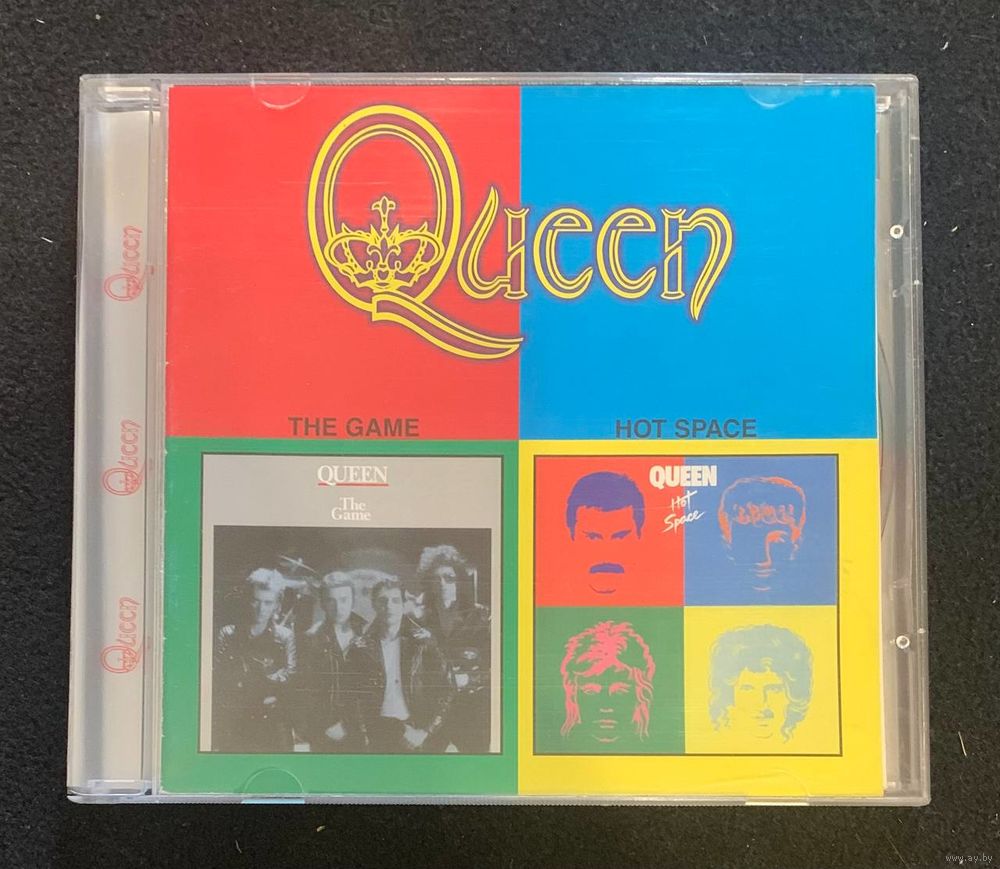 Queen
THE GAME
HOT SPACE
QUEEN
The
Game
QUEEN
Hot
Space
Queen
Queen
Queen
www.ay.by